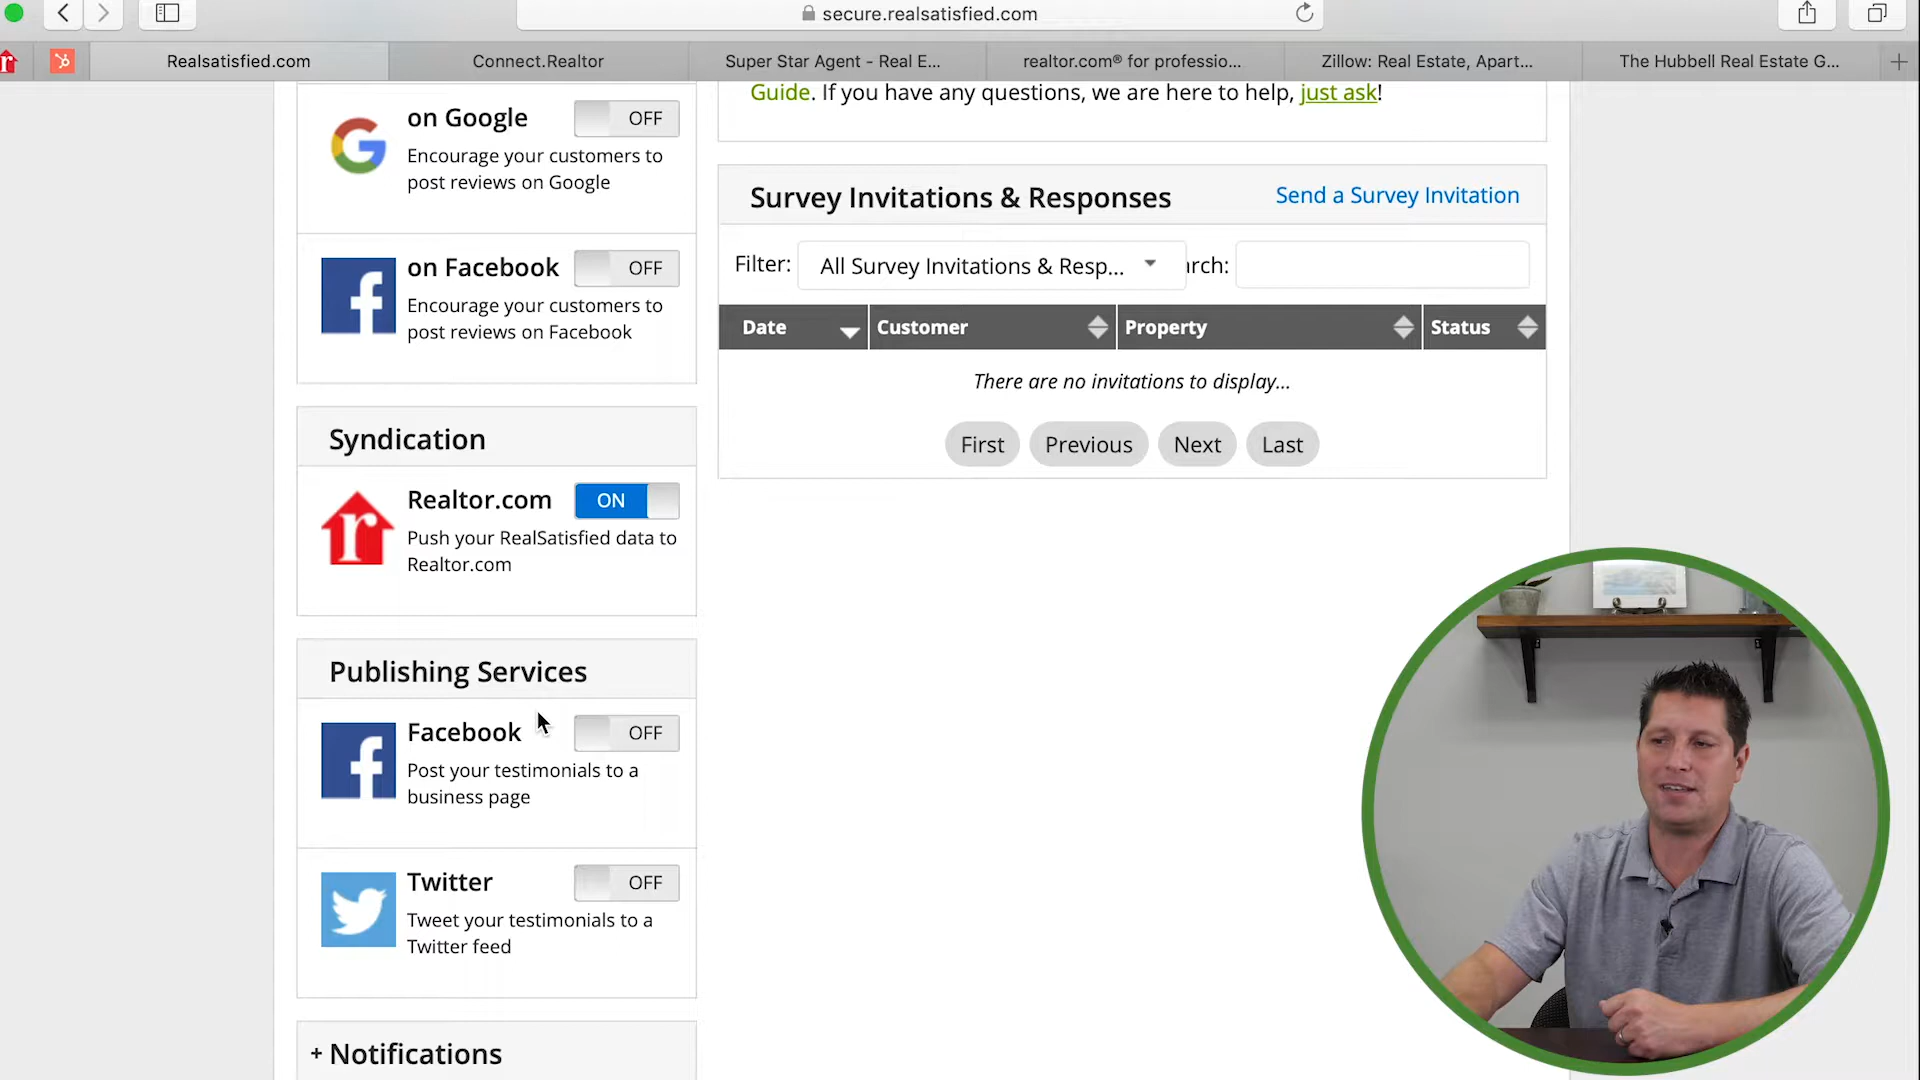 secure.realsatisfied.com
Realsatisfied.com
Connect.Realtor
Super Star Agent - Real E...
realtor.com® for professio...
Zillow: Real Estate, Apart...
The Hubbell Real Estate G...
on Google
OFF
Encourage your customers to
post reviews on Google
on Facebook
OFF
Encourage your customers to
post reviews on Facebook
Syndication
Realtor.com
ON
Push your RealSatisfied data to
Realtor.com
Publishing Services
Facebook
OFF
Post your testimonials to a
business page
Twitter
OFF
Tweet your testimonials to a
Twitter feed
+ Notifications
Guide. If you have any questions, we are here to help, just ask!
Survey Invitations & Responses
Send a Survey Invitation
Filter:
All Survey Invitations & Resp...
rch:
Date
Customer
Property
Status
There are no invitations to display...
First
Previous
Next
Last